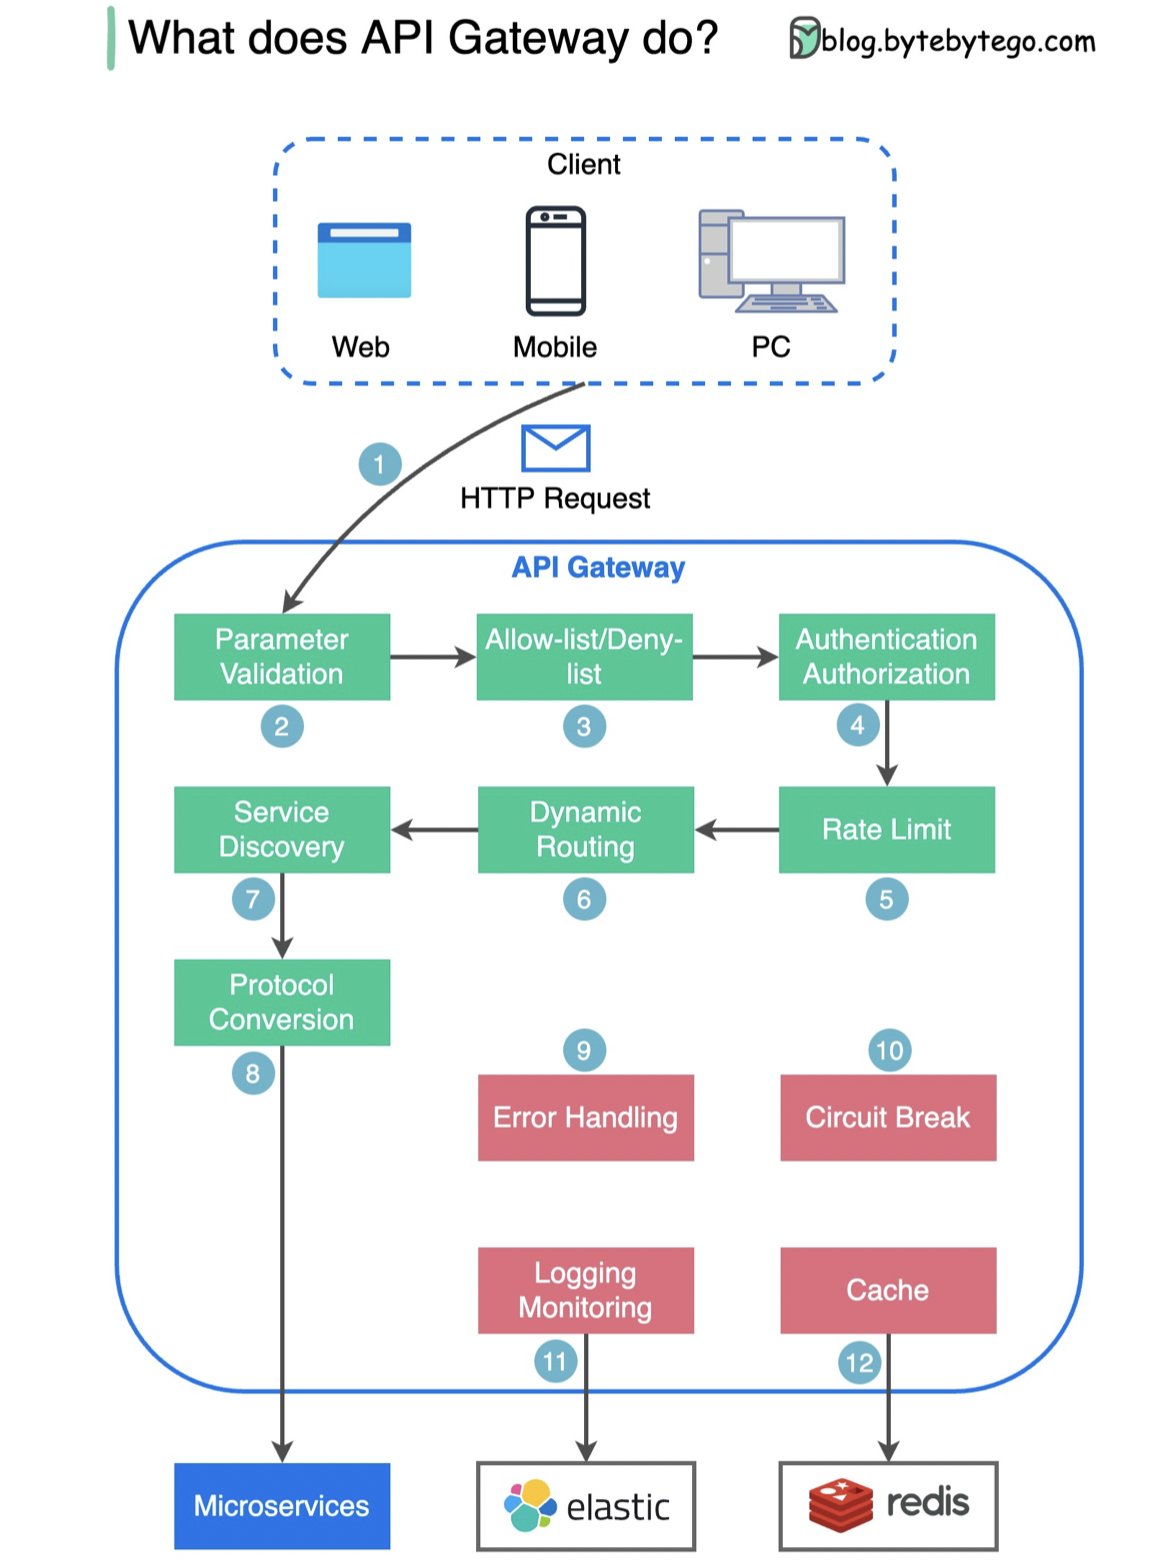 What does API Gateway do?
blog.bytebytego.com
Client
Web
Mobile
PC
1
HTTP Request
API Gateway
Parameter
Validation
Allow-list/Deny-
list
Authentication
Authorization
2
3
4
Service
Discovery
Dynamic
Routing
Rate Limit
7
6
5
Protocol
Conversion
8
9
10
Error Handling
Circuit Break
Logging
Monitoring
Cache
11
12
Microservices
elastic
redis